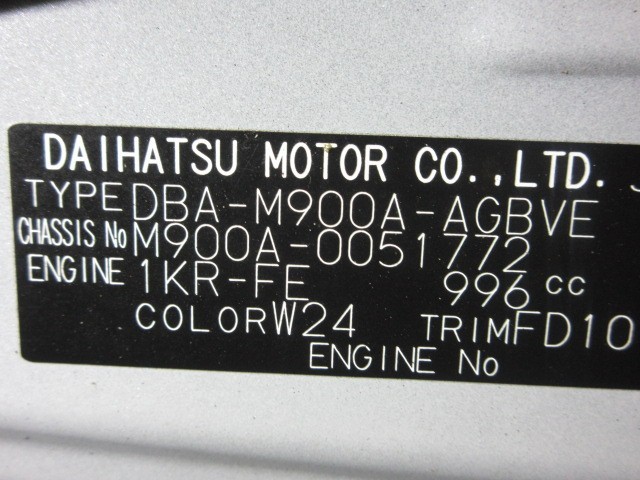 DAIHATSU MOTOR CO.,LTD.
TYPE DBA-M900A-AGBVE
CHASSIS No M900A-0051772
ENGINE 1KR-FE 996 cc
COLOR W24 TRIM FD10
ENGINE No